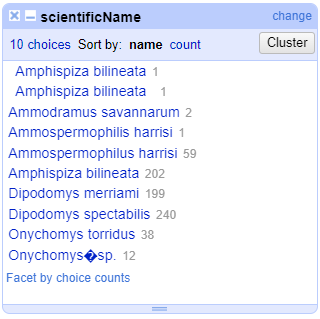 scientificName change
10 choices Sort by: name count Cluster
Amphispiza bilineata 1
Amphispiza bilineata 1
Ammodramus savannarum 2
Ammospermophilis harrisi 1
Ammospermophilus harrisi 59
Amphispiza bilineata 202
Dipodomys merriami 199
Dipodomys spectabilis 240
Onychomys torridus 38
Onychomys�sp. 12
Facet by choice counts